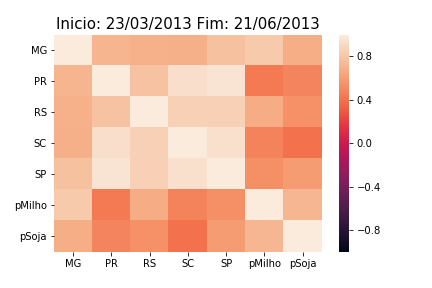 Inicio: 23/03/2013 Fim: 21/06/2013
MG
PR
RS
SC
SP
pMilho
pSoja
MG PR RS SC SP pMilho pSoja
0.8
0.4
0.0
−0.4
−0.8